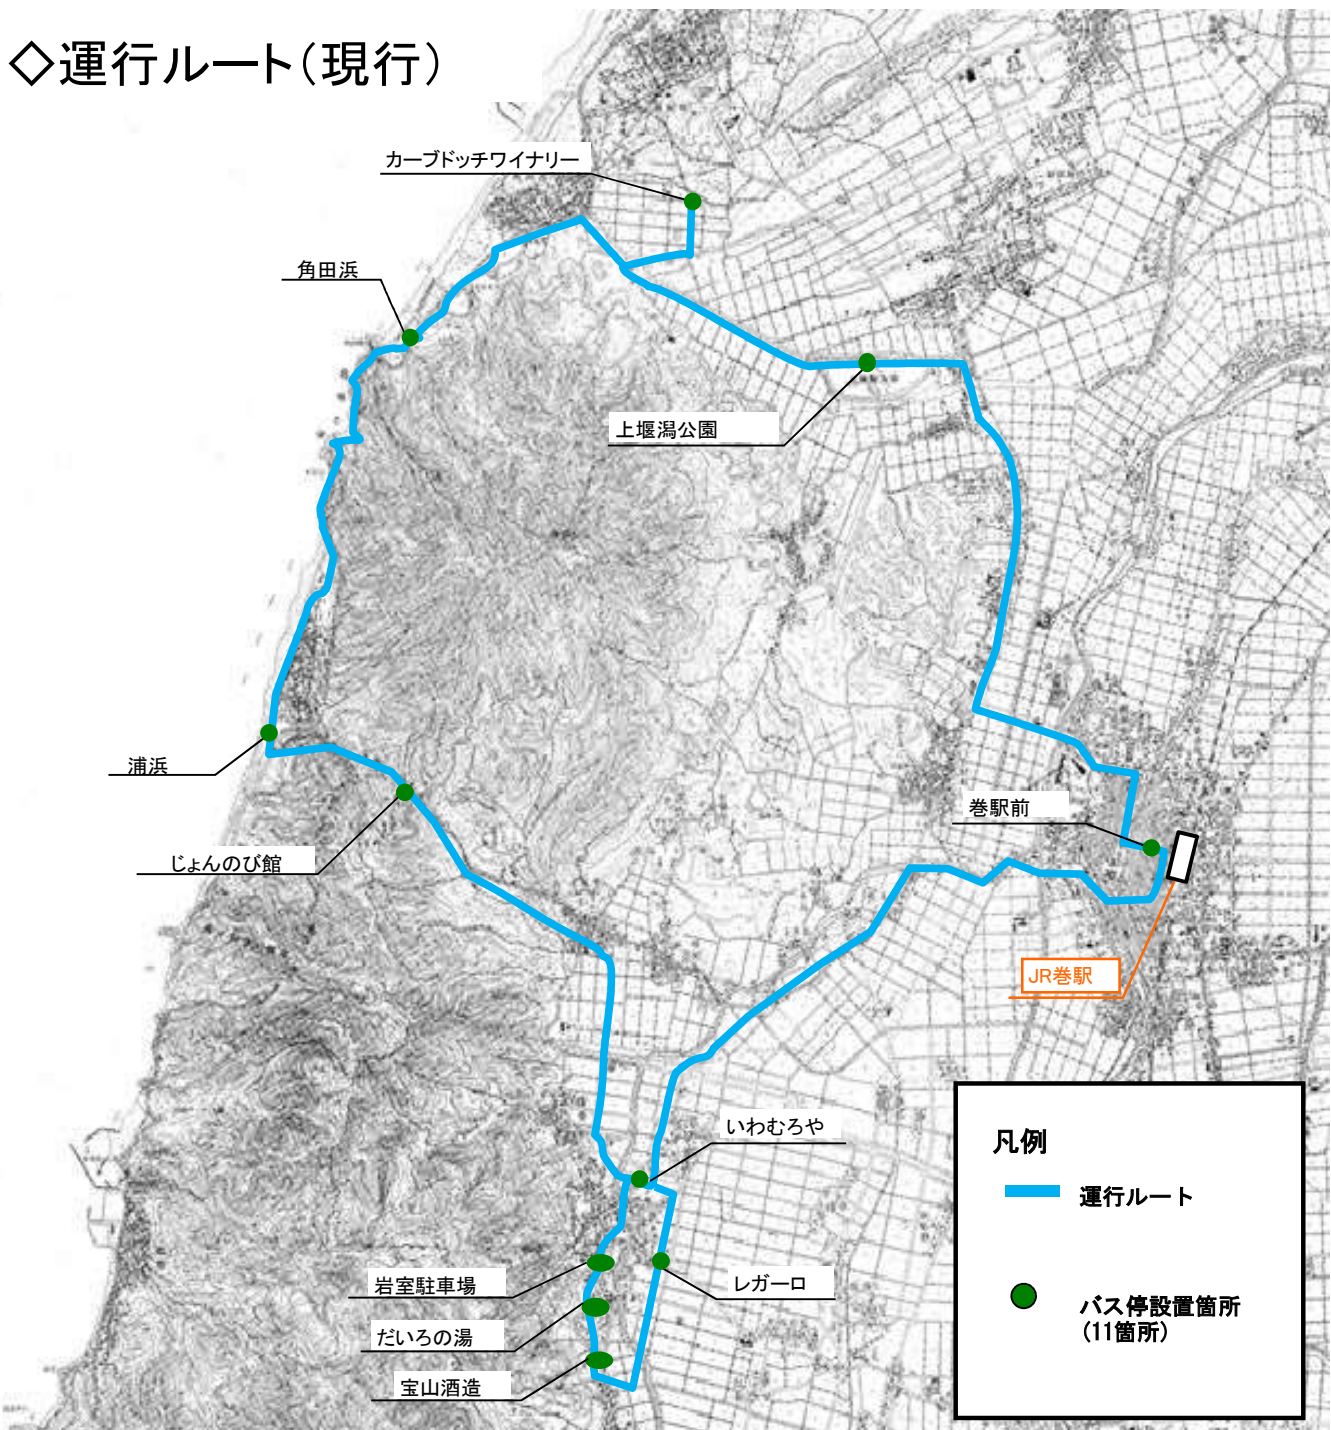 ◇運行ルート（現行）
カーブドッチワイナリー
角田浜
上堰潟公園
浦浜
巻駅前
じょんのび館
JR巻駅
いわむろや
岩室駐車場
レガーロ
だいろの湯
宝山酒造
凡例
運行ルート
バス停設置箇所
（11箇所）